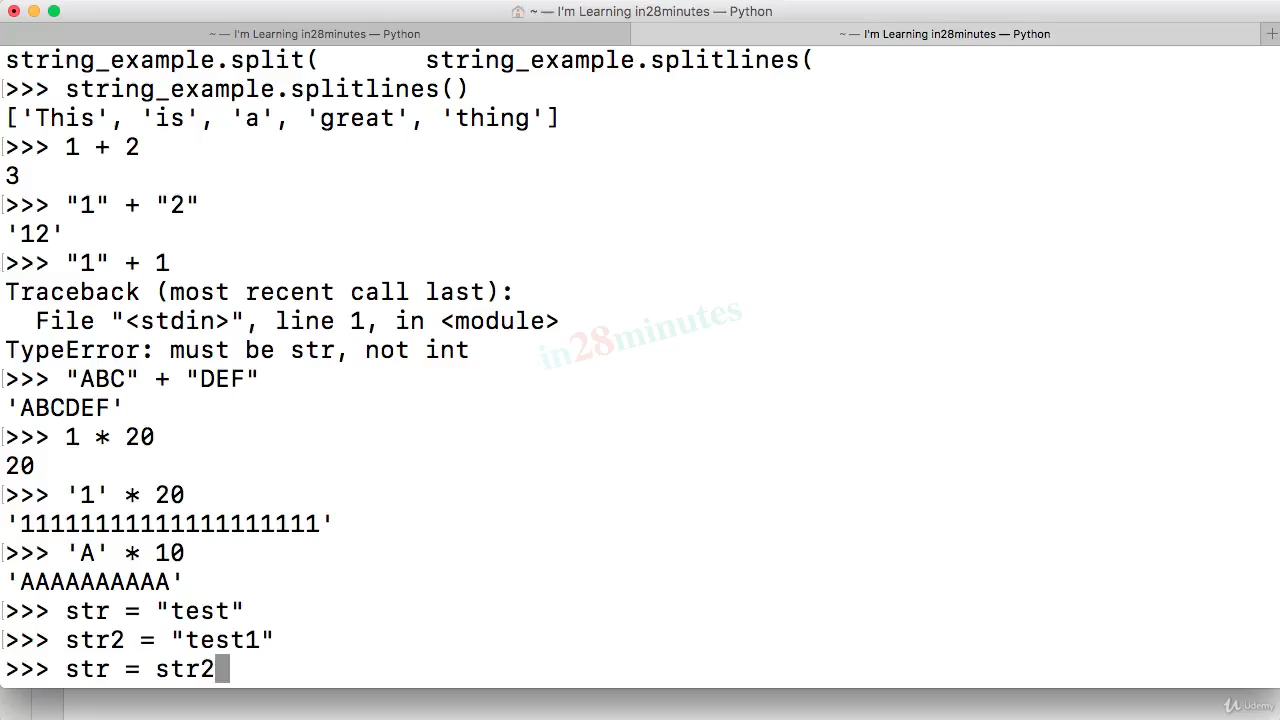 ~ — I'm Learning in28minutes — Python
~ — I'm Learning in28minutes — Python
~ — I'm Learning in28minutes — Python
string_example.split(       string_example.splitlines(
>>> string_example.splitlines()
['This', 'is', 'a', 'great', 'thing']
>>> 1 + 2
3
>>> "1" + "2"
'12'
>>> "1" + 1
Traceback (most recent call last):
  File "<stdin>", line 1, in <module>
TypeError: must be str, not int
>>> "ABC" + "DEF"
'ABCDEF'
>>> 1 * 20
20
>>> '1' * 20
'11111111111111111111'
>>> 'A' * 10
'AAAAAAAAAA'
>>> str = "test"
>>> str2 = "test1"
>>> str = str2
in28minutes
Udemy